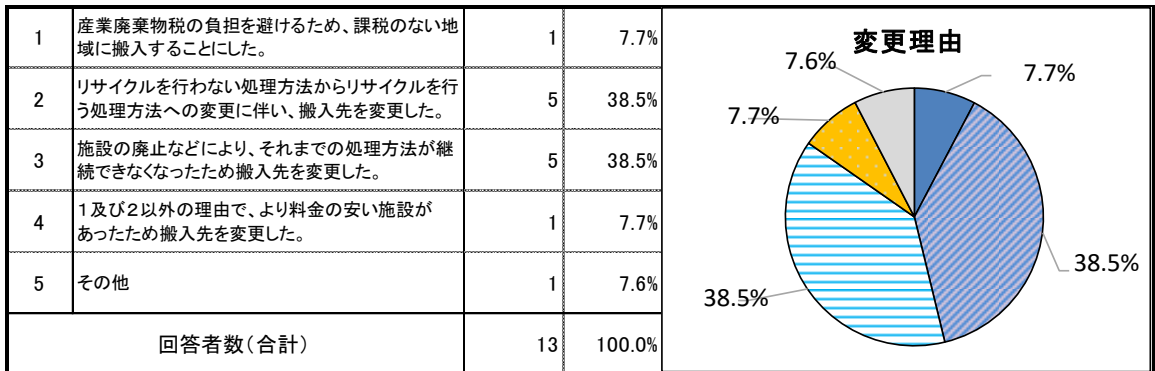 1
産業廃棄物税の負担を避けるため、課税のない地
域に搬入することにした。
1
7.7%
2
リサイクルを行わない処理方法からリサイクルを行
う処理方法への変更に伴い、搬入先を変更した。
5
38.5%
3
施設の廃止などにより、それまでの処理方法が継
続できなくなったため搬入先を変更した。
5
38.5%
4
１及び２以外の理由で、より料金の安い施設が
あったため搬入先を変更した。
1
7.7%
5
その他
1
7.6%
回答者数（合計）
13
100.0%
変更理由
7.6%
7.7%
7.7%
38.5%
38.5%